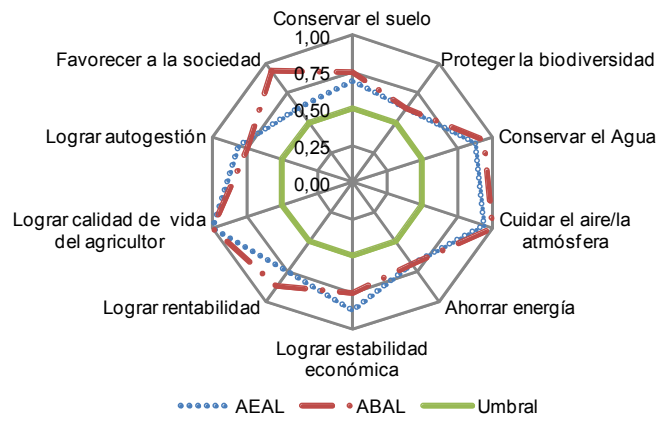 Conservar el suelo
1,00
Favorecer a la sociedad
Proteger la biodiversidad
0,75
0,50
Lograr autogestión
Conservar el Agua
0,25
0,00
Lograr calidad de vida
del agricultor
Cuidar el aire/la
atmósfera
Lograr rentabilidad
Ahorrar energía
Lograr estabilidad
económica
AEAL ABAL Umbral